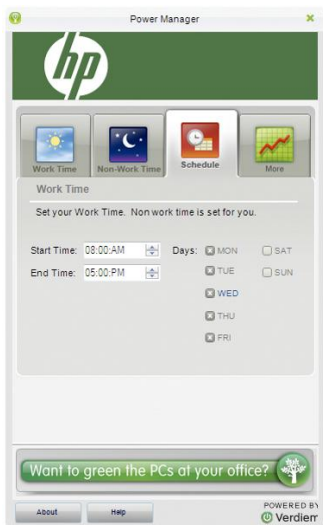 Power Manager
hp
Work Time
Non-Work Time
Schedule
More
Work Time
Set your Work Time. Non work time is set for you.
Start Time: 08:00:AM Days: MON SAT
End Time: 05:00:PM TUE SUN
WED
THU
FRI
Want to green the PCs at your office?
About Help POWERED BY
Verdiem